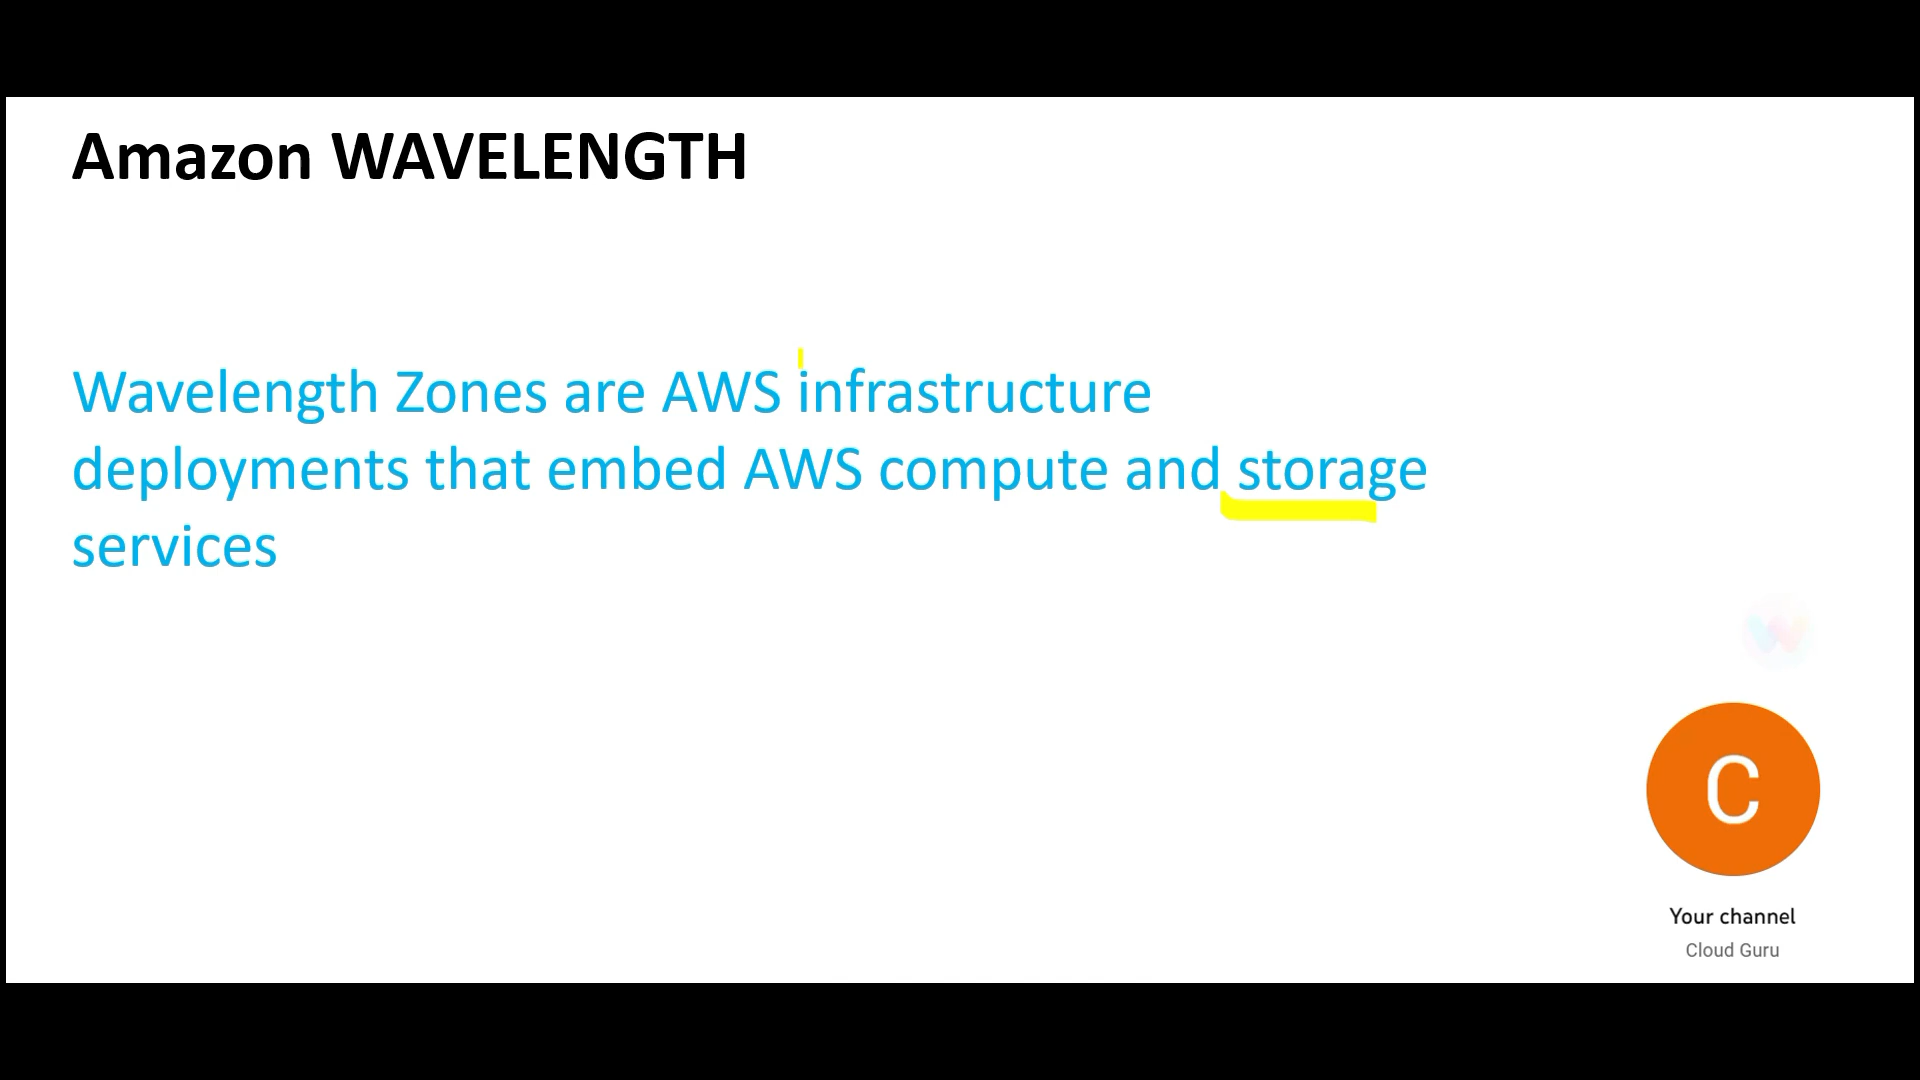 Amazon WAVELENGTH
Wavelength Zones are AWS infrastructure
deployments that embed AWS compute and storage
services
C
Your channel
Cloud Guru